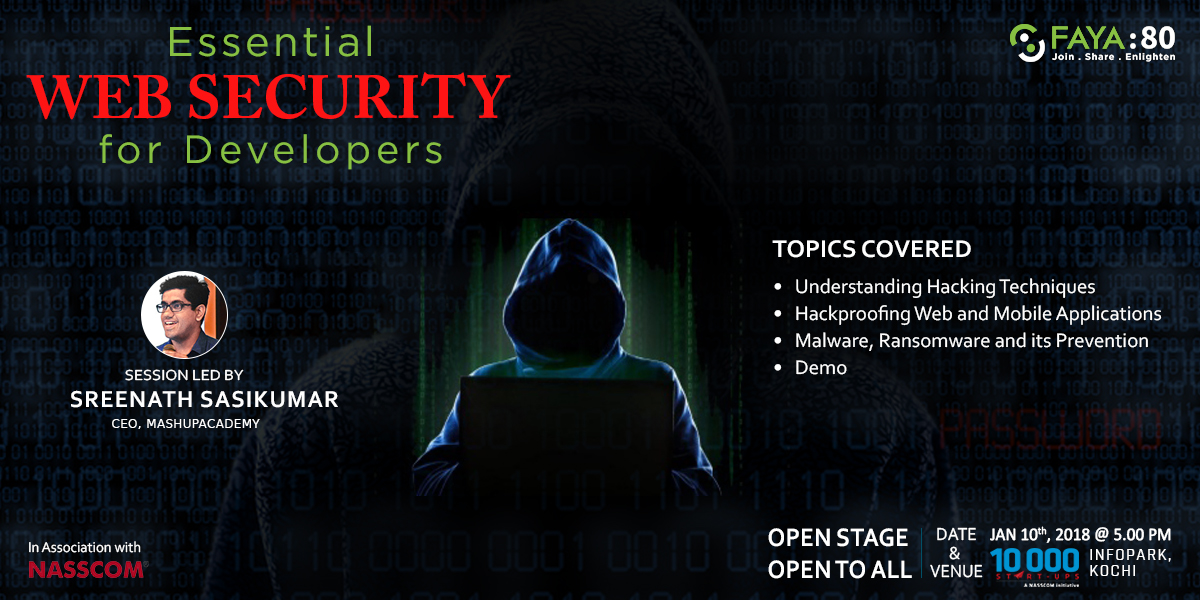 Essential
WEB SECURITY
for Developers
FAYA:80
Join . Share . Enlighten
TOPICS COVERED
• Understanding Hacking Techniques
• Hackproofing Web and Mobile Applications
• Malware, Ransomware and its Prevention
• Demo
SESSION LED BY
SREENATH SASIKUMAR
CEO, MASHUPACADEMY
PASSWORD
In Association with
NASSCOM®
OPEN STAGE
OPEN TO ALL
DATE
&
VENUE
JAN 10th, 2018 @ 5.00 PM
10 000
START-UPS
A NASSCOM initiative
INFOPARK,
KOCHI